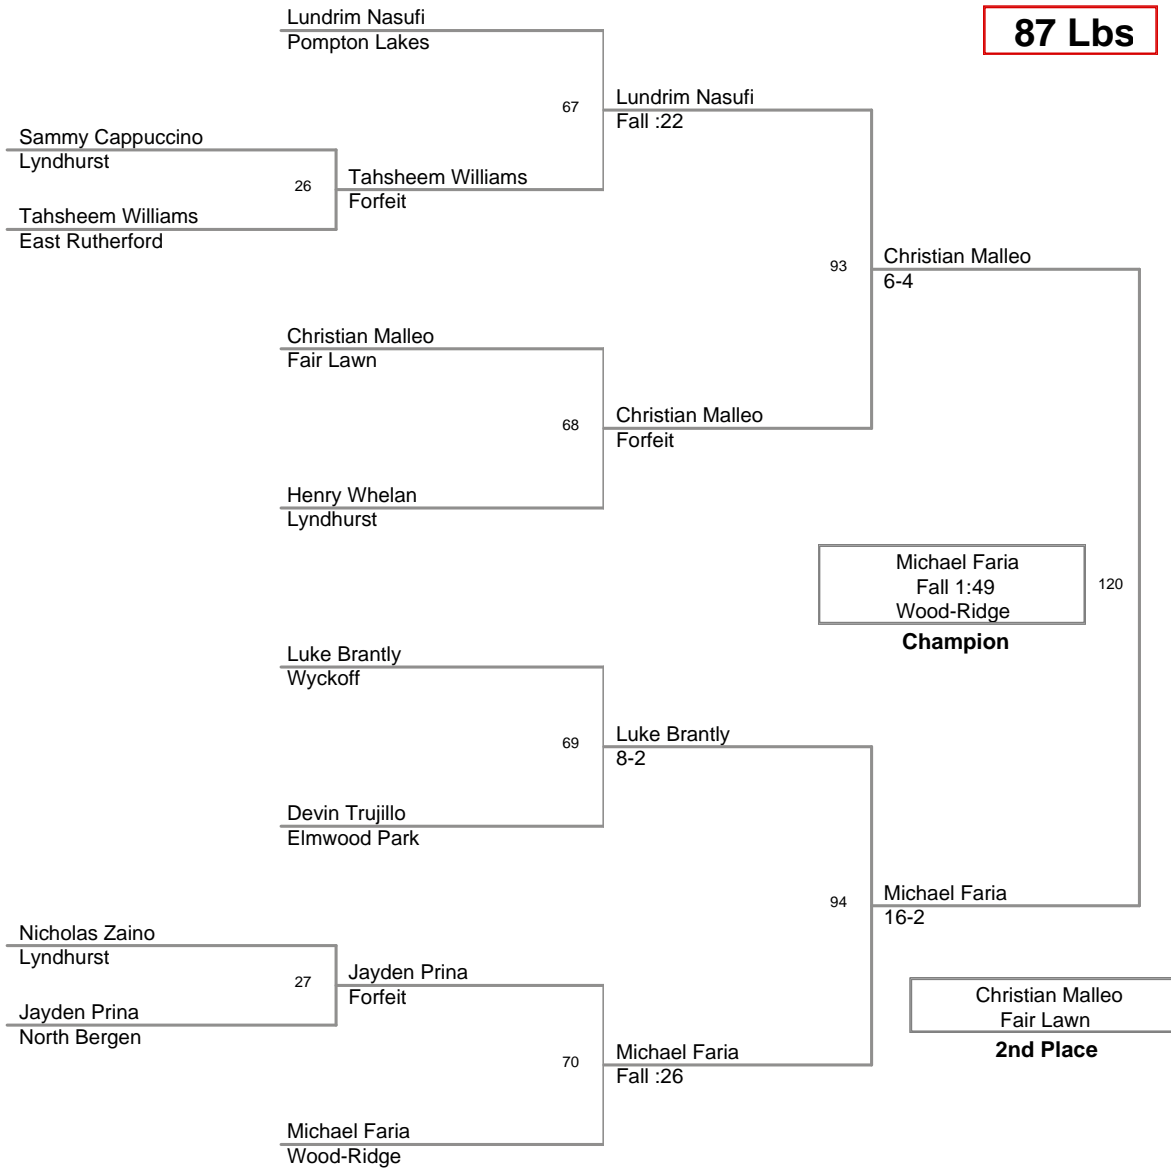 Lundrim Nasufi
Pompton Lakes
87 Lbs
67
Lundrim Nasufi
Fall :22
Sammy Cappuccino
Lyndhurst
26
Tahsheem Williams
Forfeit
Tahsheem Williams
East Rutherford
93
Christian Malleo
6-4
Christian Malleo
Fair Lawn
68
Christian Malleo
Forfeit
Henry Whelan
Lyndhurst
Michael Faria
Fall 1:49
Wood-Ridge
120
Champion
Luke Brantly
Wyckoff
69
Luke Brantly
8-2
Devin Trujillo
Elmwood Park
94
Michael Faria
16-2
Nicholas Zaino
Lyndhurst
27
Jayden Prina
Forfeit
Jayden Prina
North Bergen
Christian Malleo
Fair Lawn
2nd Place
70
Michael Faria
Fall :26
Michael Faria
Wood-Ridge